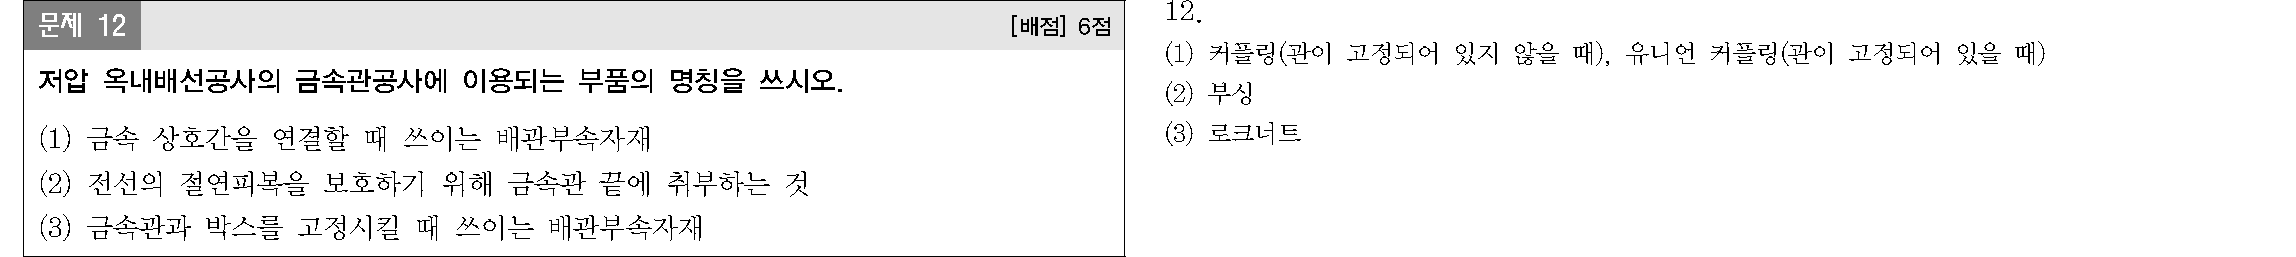 문제 12
[배점] 6점
저압 옥내배선공사의 금속관공사에 이용되는 부품의 명칭을 쓰시오.
(1) 금속 상호간을 연결할 때 쓰이는 배관부속자재
(2) 전선의 절연피복을 보호하기 위해 금속관 끝에 취부하는 것
(3) 금속관과 박스를 고정시킬 때 쓰이는 배관부속자재
12.
(1) 커플링(관이 고정되어 있지 않을 때), 유니언 커플링(관이 고정되어 있을 때)
(2) 부싱
(3) 로크너트